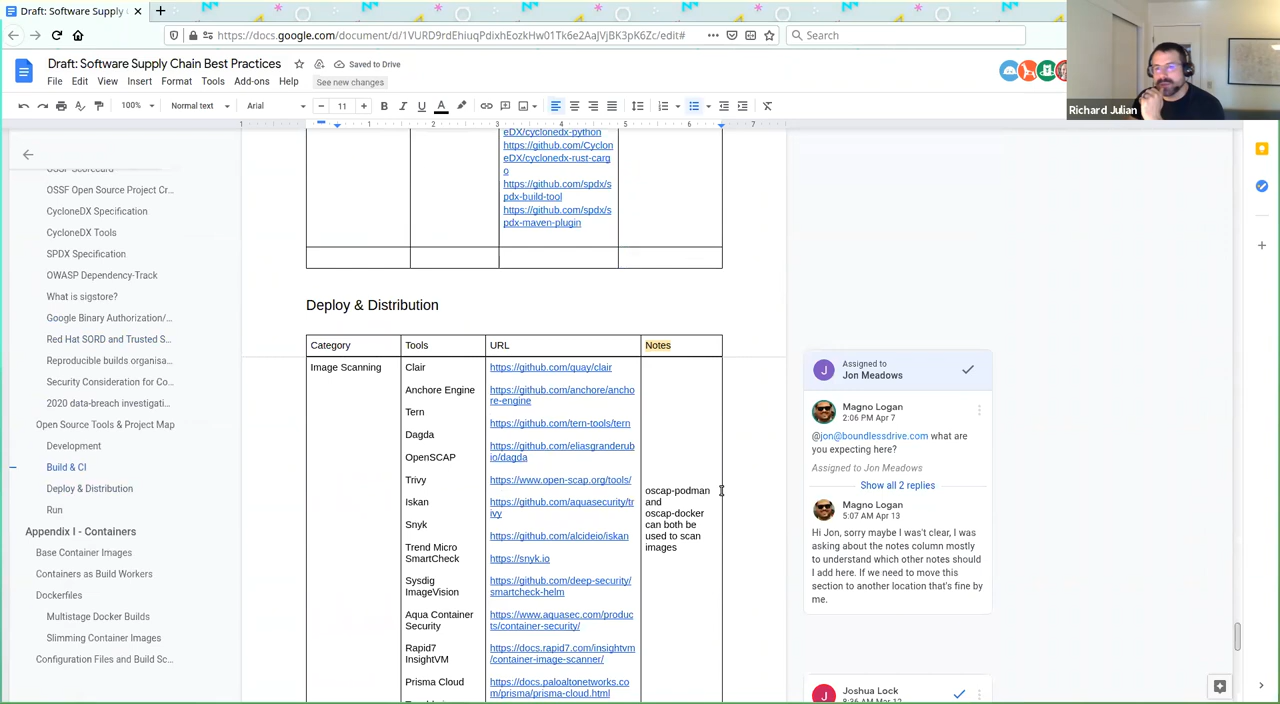 Draft: Software Supply C
https://docs.google.com/document/d/1VURD9rdEhiuqPdixhEozkHw01Tk6e2AaJVjBK3pK6Zc/edit#
Search
Draft: Software Supply Chain Best Practices
Saved to Drive
File Edit View Insert Format Tools Add-ons Help
See new changes
100% Normal text Arial 11
Richard Julian
1 1 2 3 4 5 6 7
OSSF Scorecard
OSSF Open Source Project Cr...
CycloneDX Specification
CycloneDX Tools
SPDX Specification
OWASP Dependency-Track
What is sigstore?
Google Binary Authorization/...
Red Hat SORD and Trusted S...
Reproducible builds organisa...
Security Consideration for Co...
2020 data-breach investigati...
Open Source Tools & Project Map
Development
Build & CI
Deploy & Distribution
Run
Appendix I - Containers
Base Container Images
Containers as Build Workers
Dockerfiles
Multistage Docker Builds
Slimming Container Images
Configuration Files and Build Sc...
eDX/cyclonedx-python
https://github.com/Cyclon
eDX/cyclonedx-rust-carg
o
https://github.com/spdx/s
pdx-build-tool
https://github.com/spdx/s
pdx-maven-plugin
Deploy & Distribution
Category Tools URL Notes
Image Scanning
Clair
Anchore Engine
Tern
Dagda
OpenSCAP
Trivy
Iskan
Snyk
Trend Micro
SmartCheck
Sysdig
ImageVision
Aqua Container
Security
Rapid7
InsightVM
Prisma Cloud
https://github.com/quay/clair
https://github.com/anchore/ancho
re-engine
https://github.com/tern-tools/tern
https://github.com/eliasgranderub
io/dagda
https://www.open-scap.org/tools/
https://github.com/aquasecurity/tr
ivy
https://github.com/alcideio/iskan
https://snyk.io
https://github.com/deep-security/
smartcheck-helm
https://www.aquasec.com/produc
ts/container-security/
https://docs.rapid7.com/insightvm
/container-image-scanner/
https://docs.paloaltonetworks.co
m/prisma/prisma-cloud.html
oscap-podman
and
oscap-docker
can both be
used to scan
images
J
Assigned to
Jon Meadows
Magno Logan
2:06 PM Apr 7
@jon@boundlessdrive.com what are
you expecting here?
Assigned to Jon Meadows
Show all 2 replies
Magno Logan
5:07 AM Apr 13
Hi Jon, sorry maybe I was't clear, I was
asking about the notes column mostly
to understand which other notes should
I add here. If we need to move this
section to another location that's fine by
me.
J
Joshua Lock
8:36 AM Mar 12